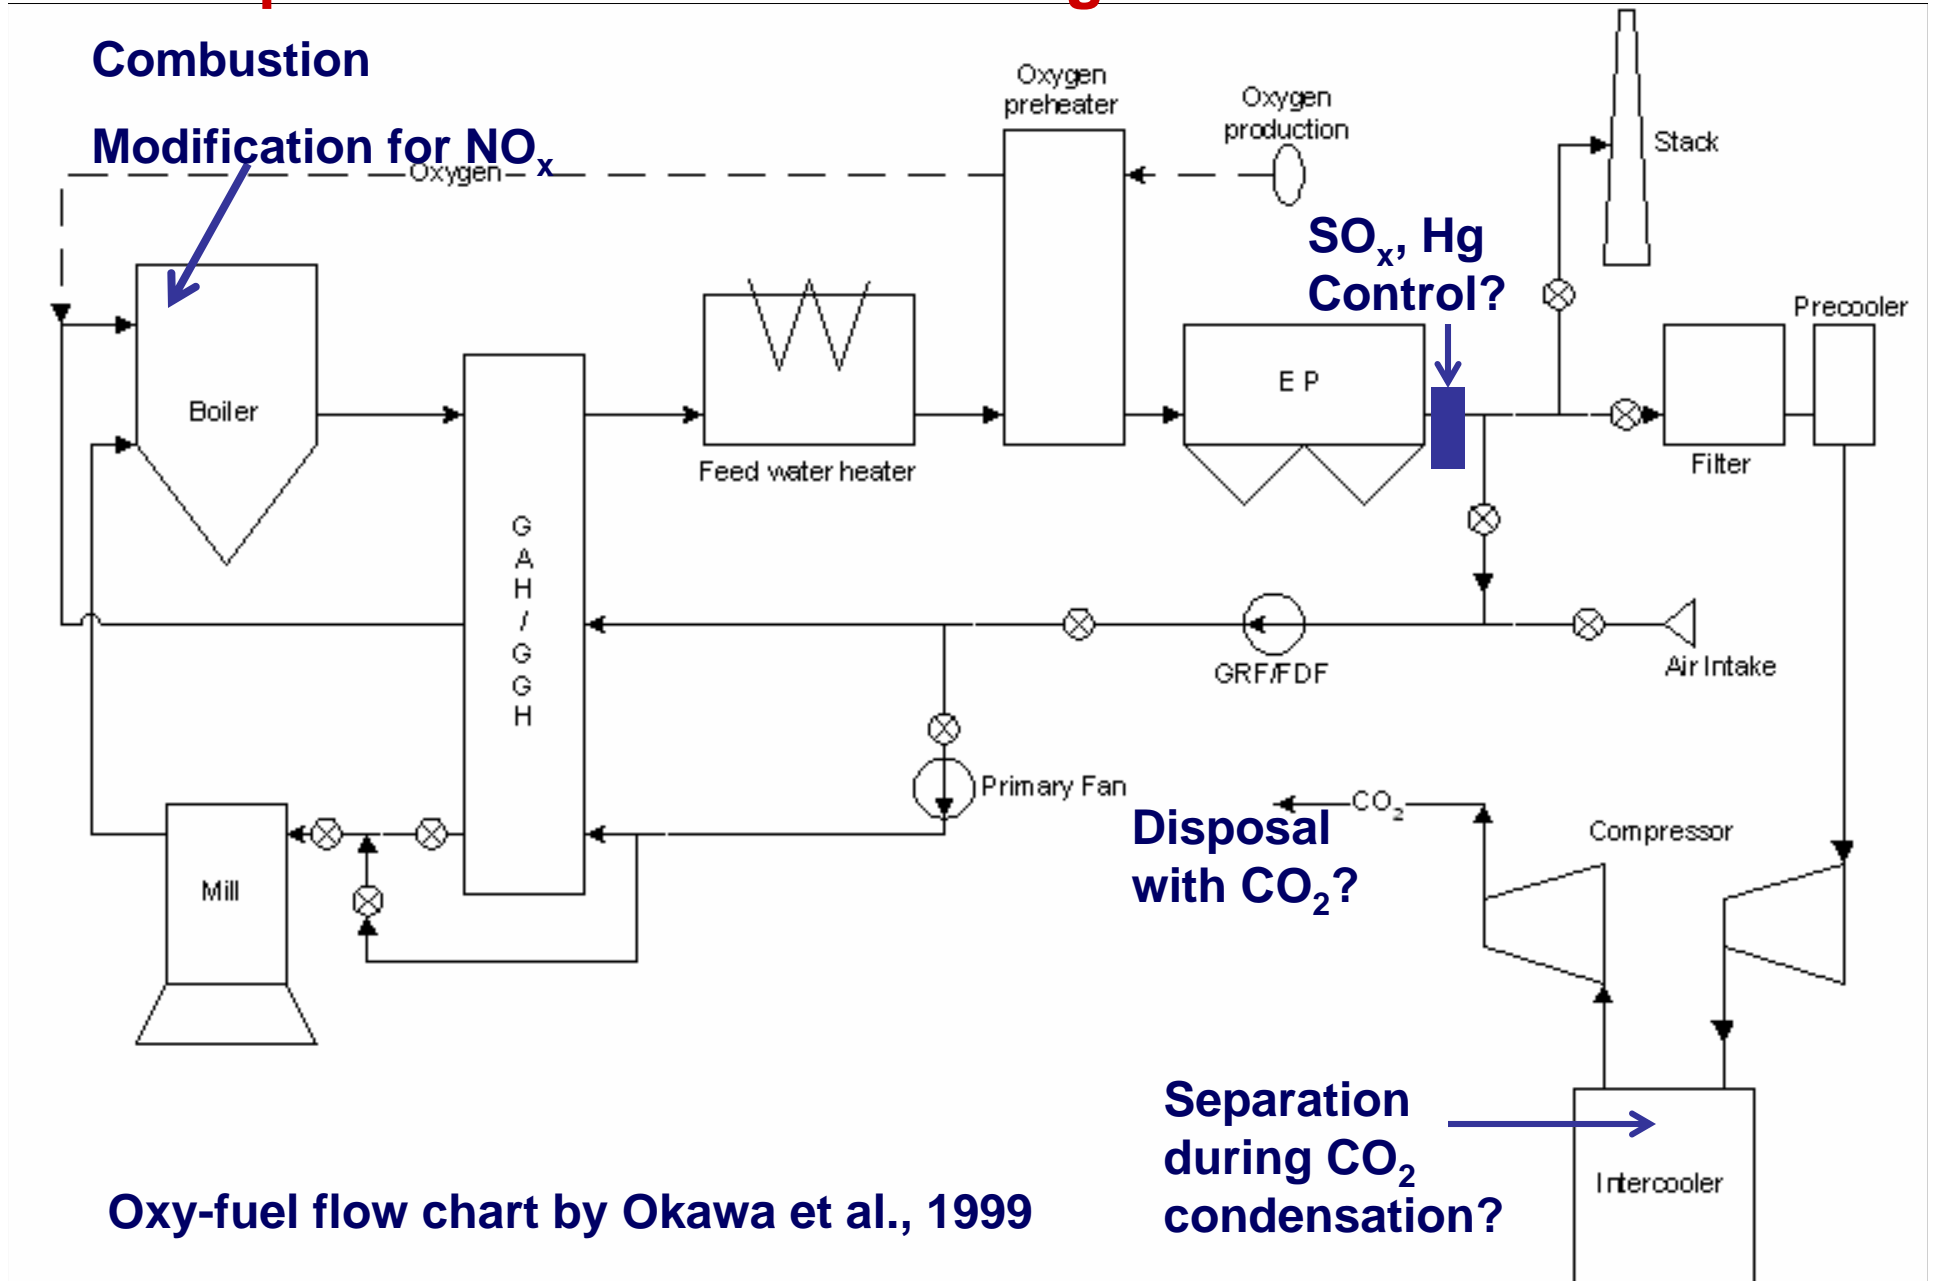 Combustion
Modification for NOx
Oxygen
Oxygen
preheater
Oxygen
production
Stack
SOx, Hg
Control?
Precooler
Boiler
E P
Filter
Feed water heater
G
A
H
/
G
G
H
GRF/FDF
Air Intake
Primary Fan
CO2
Disposal
with CO2?
Compressor
Mill
Separation
during CO2
condensation?
Intercooler
Oxy-fuel flow chart by Okawa et al., 1999